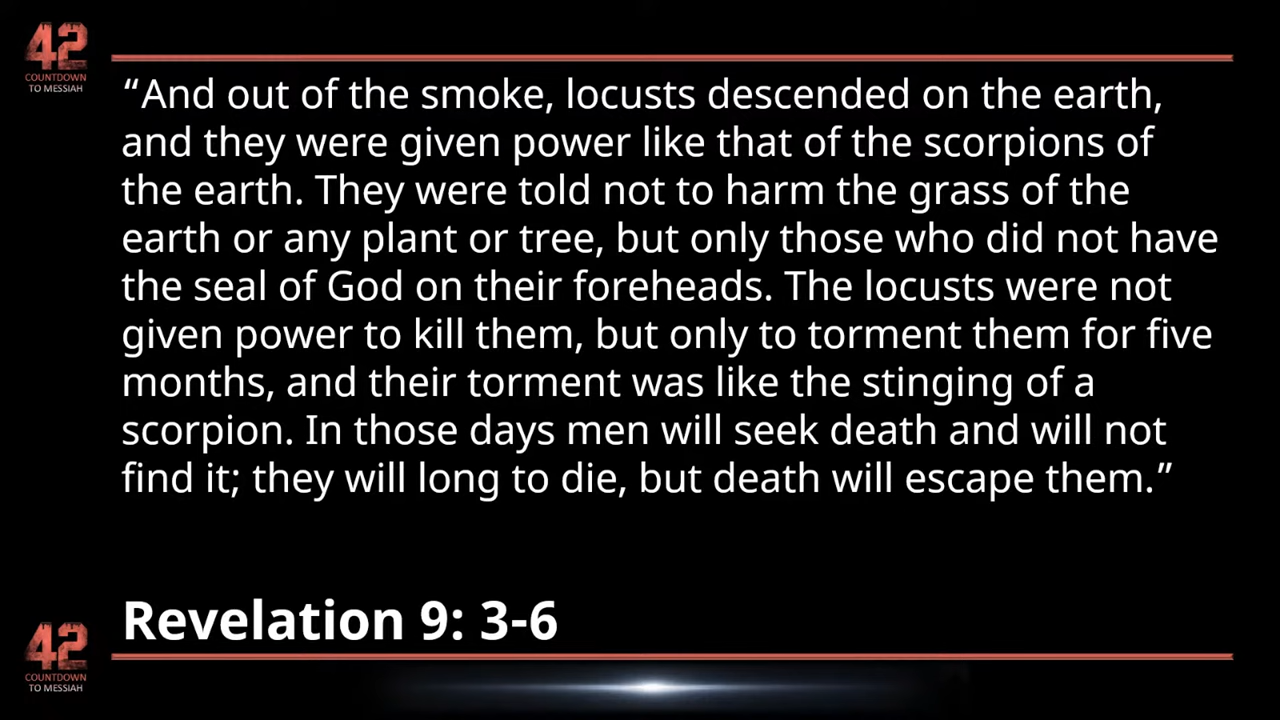 42
COUNTDOWN
TO MESSIAH
“And out of the smoke, locusts descended on the earth,
and they were given power like that of the scorpions of
the earth. They were told not to harm the grass of the
earth or any plant or tree, but only those who did not have
the seal of God on their foreheads. The locusts were not
given power to kill them, but only to torment them for five
months, and their torment was like the stinging of a
scorpion. In those days men will seek death and will not
find it; they will long to die, but death will escape them.”
Revelation 9: 3-6
42
COUNTDOWN
TO MESSIAH